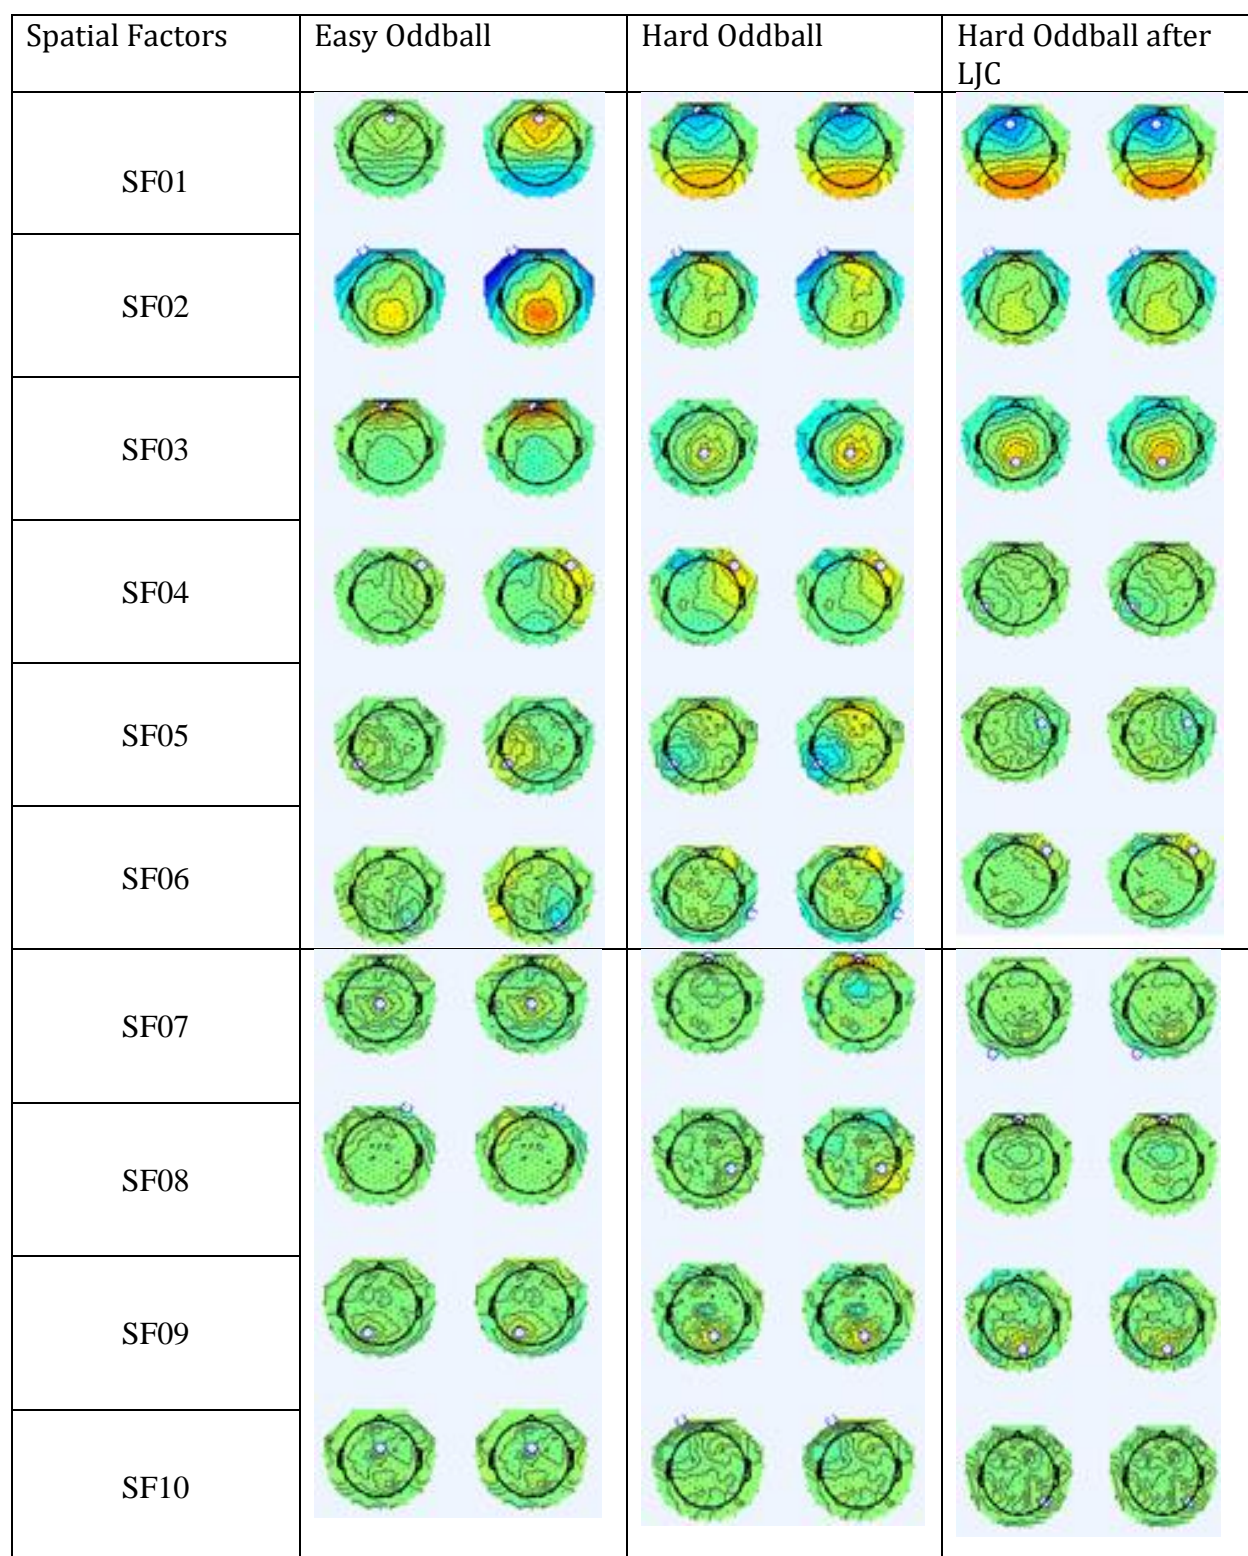 Spatial Factors
Easy Oddball
Hard Oddball
Hard Oddball after
LJC
SF01
SF02
SF03
SF04
SF05
SF06
SF07
SF08
SF09
SF10